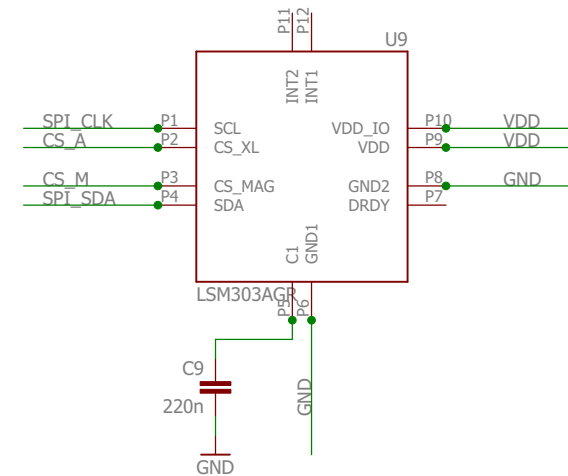 P11
P12
U9
INT2
INT1
SPI_CLK
P1
SCL
VDD_IO
P10
VDD
CS_A
P2
CS_XL
VDD
P9
VDD
CS_M
P3
CS_MAG
GND2
P8
GND
SPI_SDA
P4
SDA
DRDY
P7
C1
GND1
LSM303AGR
P5
P6
C9
220n
GND
GND